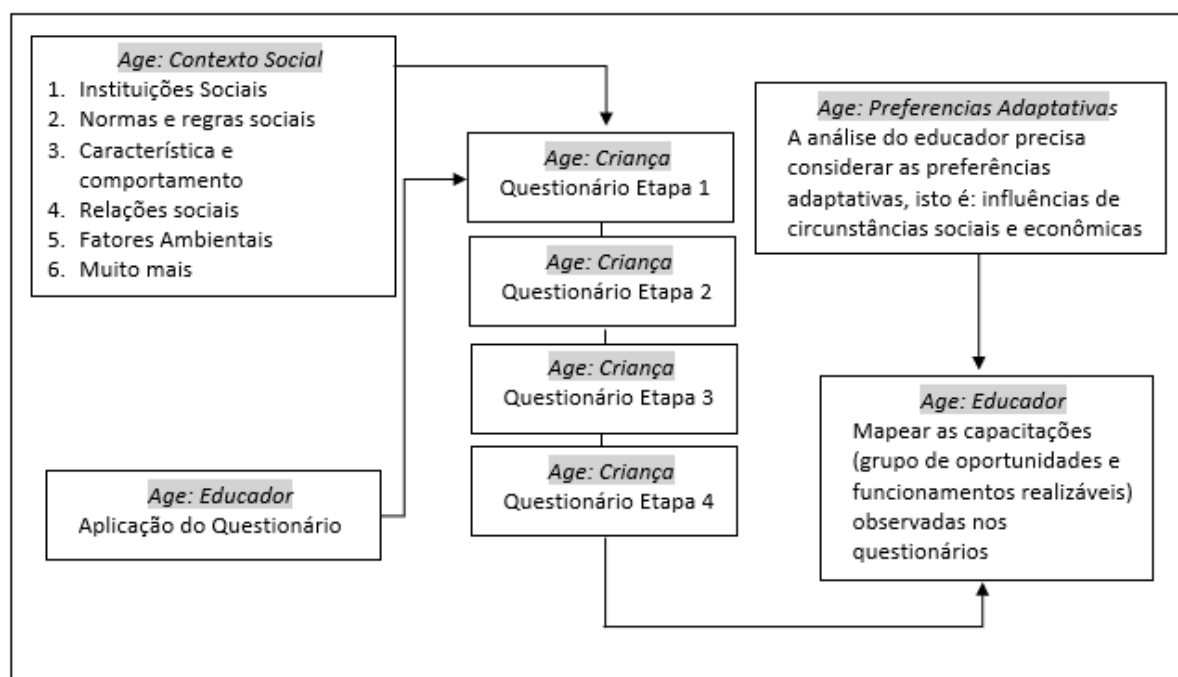 Age: Contexto Social
1. Instituições Sociais
2. Normas e regras sociais
3. Característica e
comportamento
4. Relações sociais
5. Fatores Ambientais
6. Muito mais
Age: Educador
Aplicação do Questionário
Age: Criança
Questionário Etapa 1
Age: Criança
Questionário Etapa 2
Age: Criança
Questionário Etapa 3
Age: Criança
Questionário Etapa 4
Age: Preferencias Adaptativas
A análise do educador precisa
considerar as preferências
adaptativas, isto é: influências de
circunstâncias sociais e econômicas
Age: Educador
Mapear as capacitações
(grupo de oportunidades e
funcionamentos realizáveis)
observadas nos
questionários